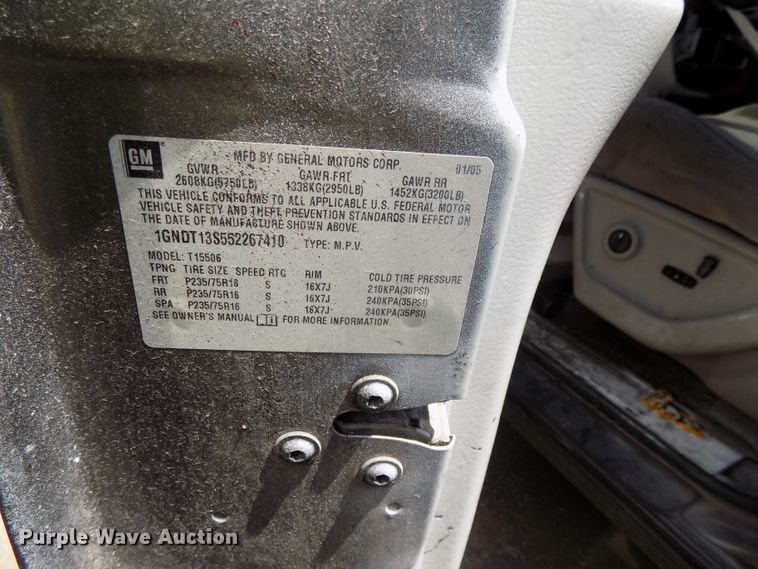 GM
MFD BY GENERAL MOTORS CORP.
01/05
GVWR GAWR FRT GAWR RR
2608KG(5750LB) 1338KG(2950LB) 1452KG(3200LB)
THIS VEHICLE CONFORMS TO ALL APPLICABLE U.S. FEDERAL MOTOR
VEHICLE SAFETY AND THEFT PREVENTION STANDARDS IN EFFECT ON
THE DATE OF MANUFACTURE SHOWN ABOVE.
1GNDT13S552267410 TYPE: M.P.V.
MODEL: T15506
TPNG TIRE SIZE SPEED RTG RIM COLD TIRE PRESSURE
FRT P235/75R16 S 16X7J 210KPA(30PSI)
RR P235/75R16 S 16X7J 240KPA(35PSI)
SPA P235/75R16 S 16X7J 240KPA(35PSI)
SEE OWNER'S MANUAL FOR MORE INFORMATION.
Purple Wave Auction